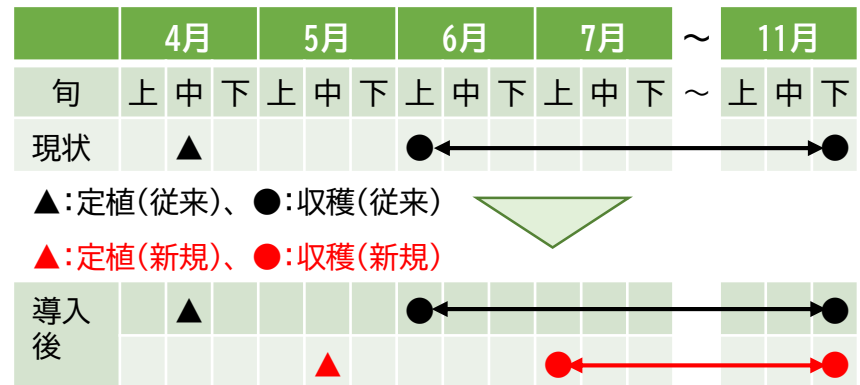 4月 5月 6月 7月 ～ 11月
旬 上 中 下 上 中 下 上 中 下 上 中 下 ～ 上 中 下
現状 ▲ ● ●
▲：定植(従来)、●：収穫(従来)
▲：定植(新規)、●：収穫(新規)
導入 ▲ ● ●
後 ▲ ● ●